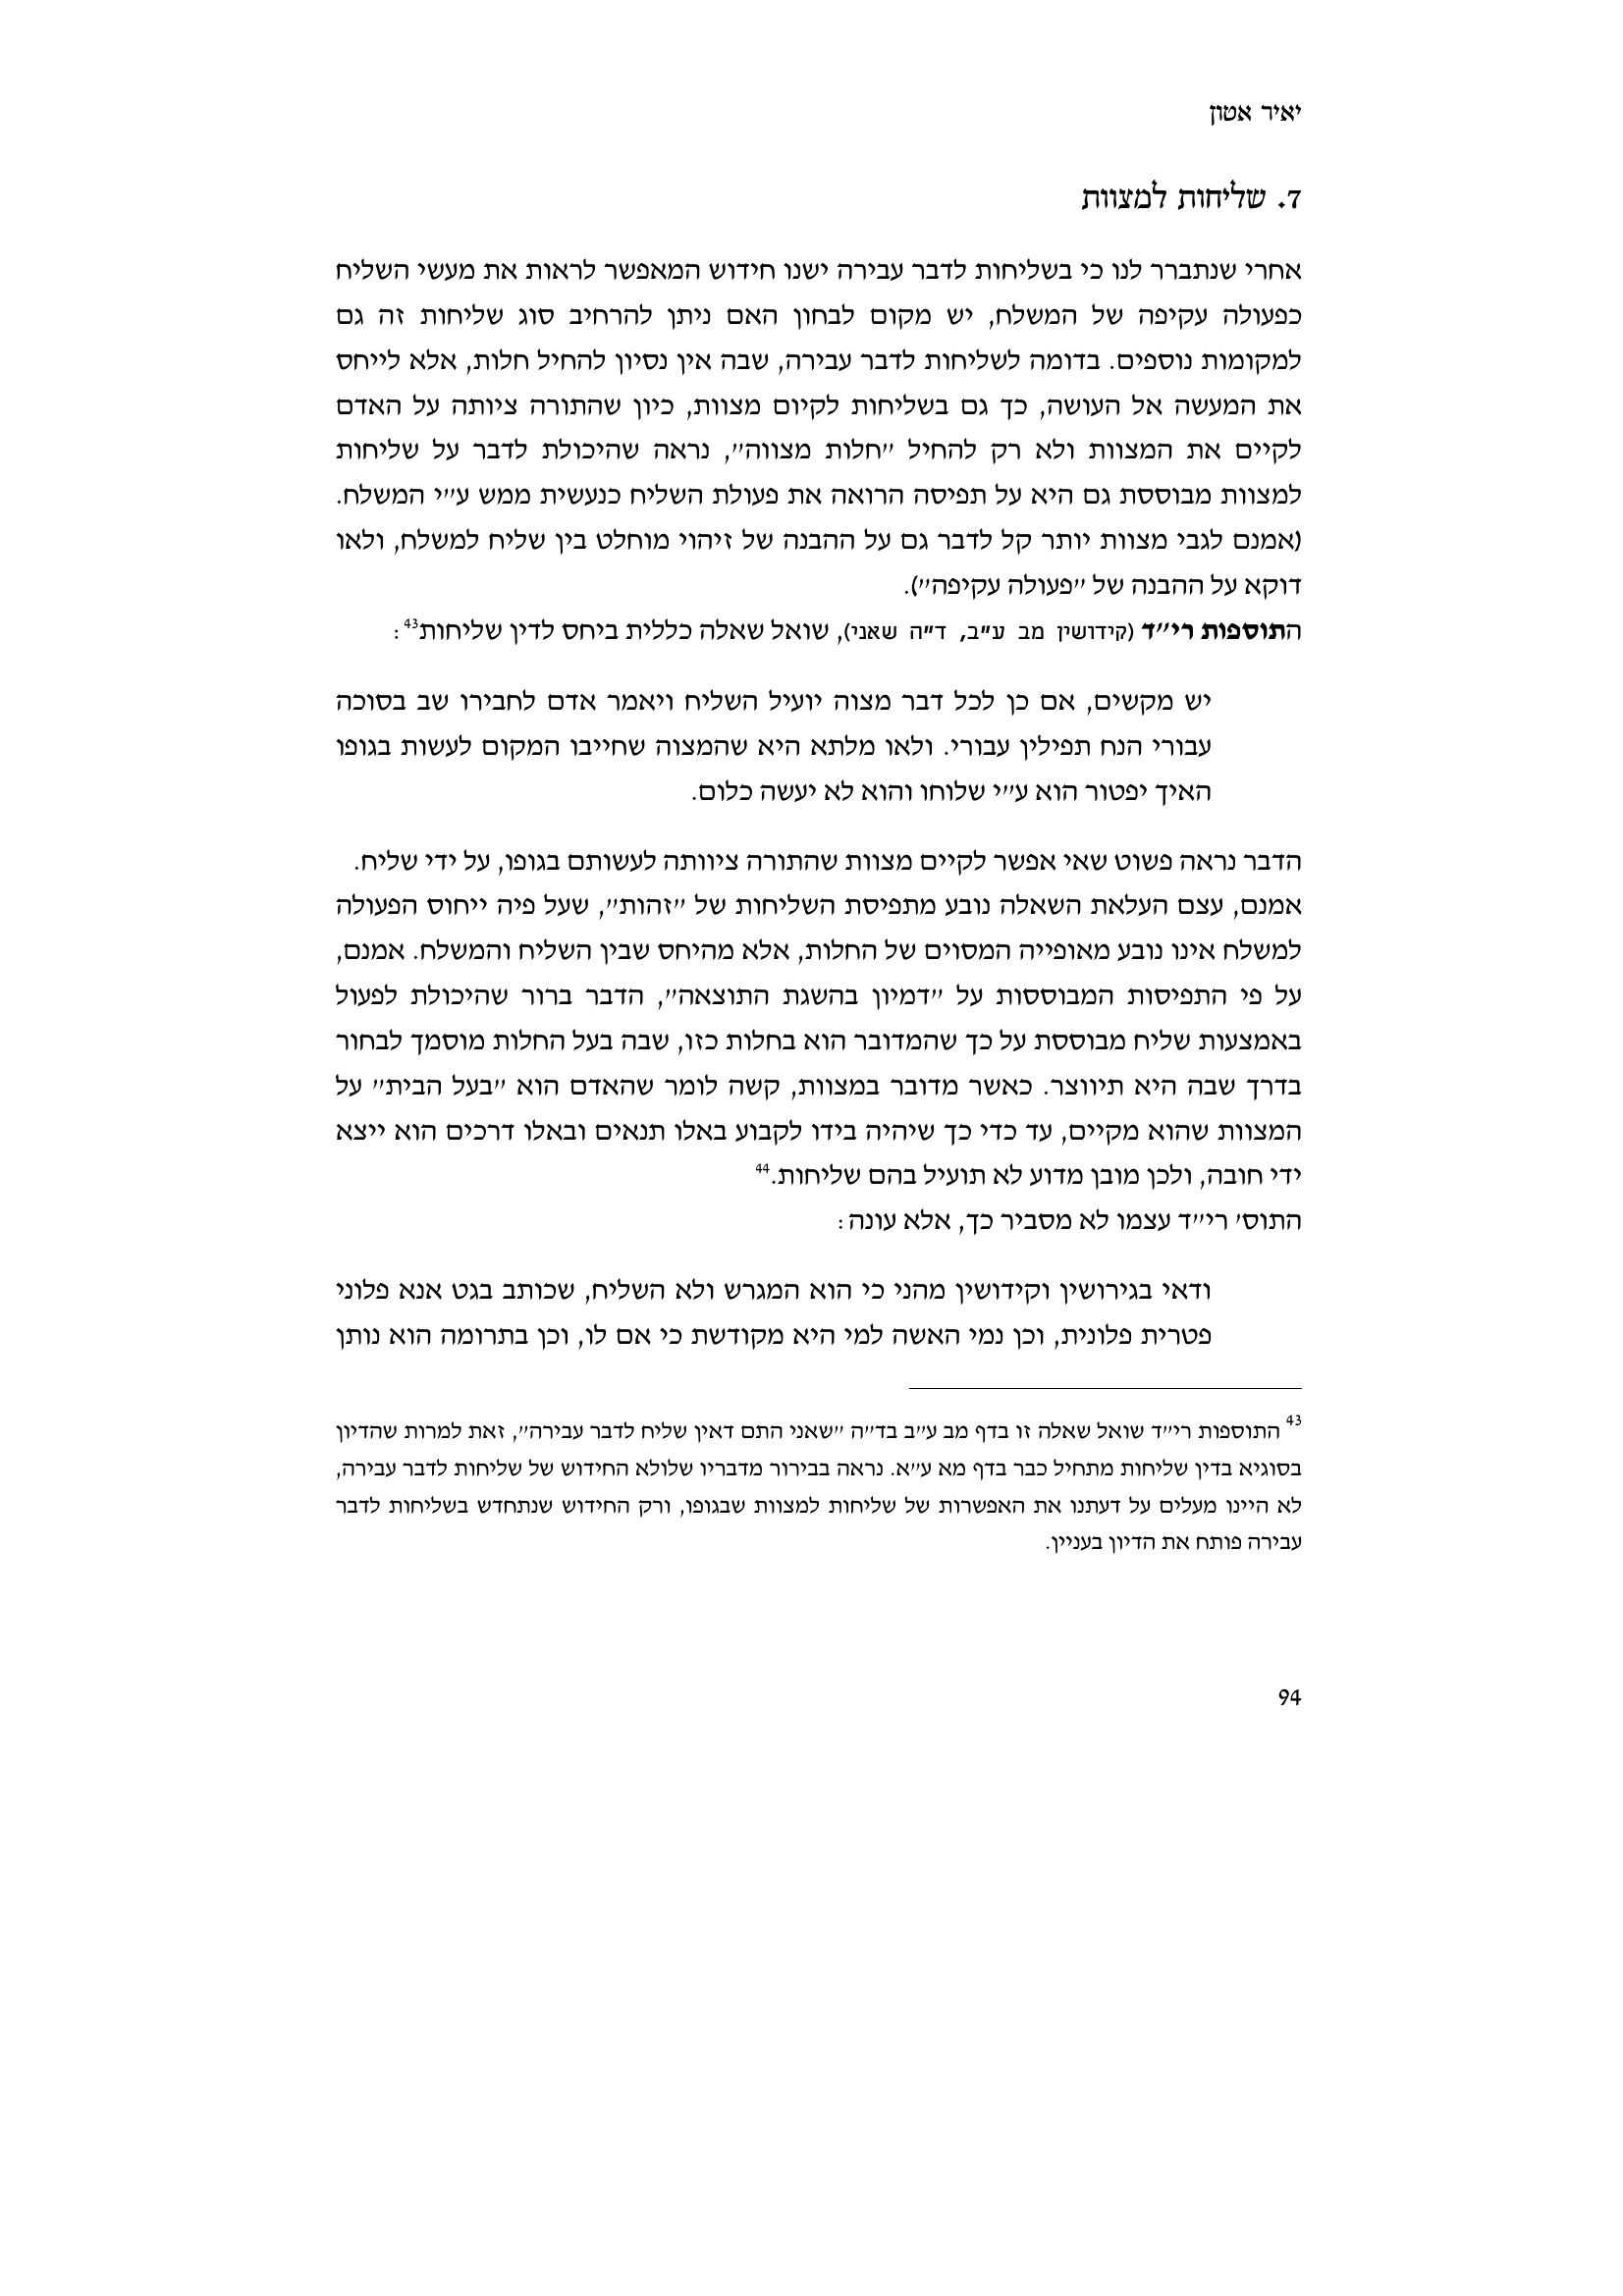 יאיר אטון
7. שליחות למצוות
אחרי שנתברר לנו כי בשליחות לדבר עבירה ישנו חידוש המאפשר לראות את מעשי השליח
כפעולה עקיפה של המשלח, יש מקום לבחון האם ניתן להרחיב סוג שליחות זה גם
למקומות נוספים. בדומה לשליחות לדבר עבירה, שבה אין נסיון להחיל חלות, אלא לייחס
את המעשה אל העושה, כך גם בשליחות לקיום מצוות, כיון שהתורה ציותה על האדם
לקיים את המצוות ולא רק להחיל ״חלות מצווה״, נראה שהיכולת לדבר על שליחות
למצוות מבוססת גם היא על תפיסה הרואה את פעולת השליח כנעשית ממש ע״י המשלח.
(אמנם לגבי מצוות יותר קל לדבר גם על ההבנה של זיהוי מוחלט בין שליח למשלח, ולאו
דוקא על ההבנה של ״פעולה עקיפה״).
התוספות רי״ד (קידושין מב ע"ב, ד"ה שאני), שואל שאלה כללית ביחס לדין שליחות43:
יש מקשים, אם כן לכל דבר מצוה יועיל השליח ויאמר אדם לחבירו שב בסוכה
עבורי הנח תפילין עבורי. ולאו מלתא היא שהמצוה שחייבו המקום לעשות בגופו
האיך יפטור הוא ע״י שלוחו והוא לא יעשה כלום.
הדבר נראה פשוט שאי אפשר לקיים מצוות שהתורה ציוותה לעשותם בגופו, על ידי שליח.
אמנם, עצם העלאת השאלה נובע מתפיסת השליחות של ״זהות״, שעל פיה ייחוס הפעולה
למשלח אינו נובע מאופייה המסוים של החלות, אלא מהיחס שבין השליח והמשלח. אמנם,
על פי התפיסות המבוססות על ״דמיון בהשגת התוצאה״, הדבר ברור שהיכולת לפעול
באמצעות שליח מבוססת על כך שהמדובר הוא בחלות כזו, שבה בעל החלות מוסמך לבחור
בדרך שבה היא תיווצר. כאשר מדובר במצוות, קשה לומר שהאדם הוא ״בעל הבית״ על
המצוות שהוא מקיים, עד כדי כך שיהיה בידו לקבוע באלו תנאים ובאלו דרכים הוא ייצא
ידי חובה, ולכן מובן מדוע לא תועיל בהם שליחות.44
התוס׳ רי״ד עצמו לא מסביר כך, אלא עונה:
ודאי בגירושין וקידושין מהני כי הוא המגרש ולא השליח, שכותב בגט אנא פלוני
פטרית פלונית, וכן נמי האשה למי היא מקודשת כי אם לו, וכן בתרומה הוא נותן
43 התוספות רי״ד שואל שאלה זו בדף מב ע״ב בד״ה ״שאני התם דאין שליח לדבר עבירה״, זאת למרות שהדיון
בסוגיא בדין שליחות מתחיל כבר בדף מא ע״א. נראה בבירור מדבריו שלולא החידוש של שליחות לדבר עבירה,
לא היינו מעלים על דעתנו את האפשרות של שליחות למצוות שבגופו, ורק החידוש שנתחדש בשליחות לדבר
עבירה פותח את הדיון בעניין.
94